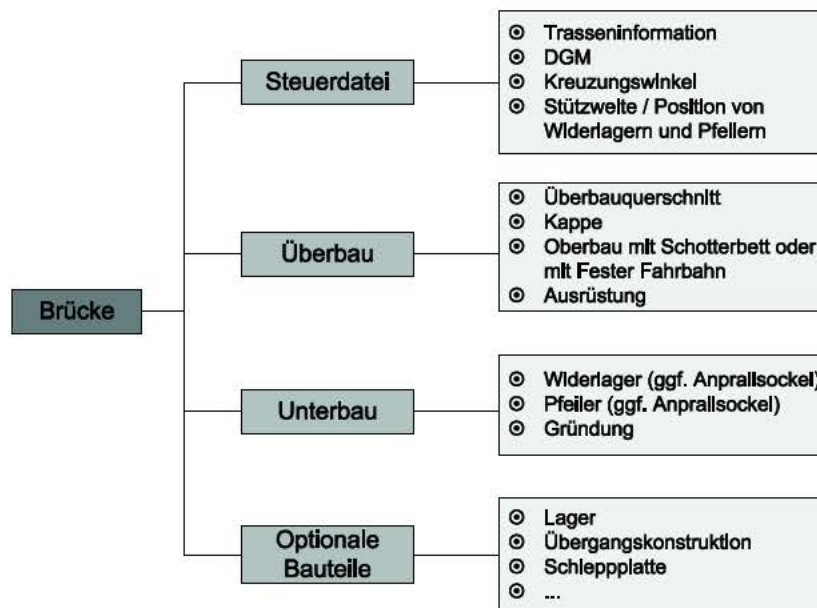 Brücke
Steuerdatei
Trasseninformation
DGM
Kreuzungswinkel
Stützweite / Position von
Widerlagern und Pfeilern
Überbau
Überbauquerschnitt
Kappe
Oberbau mit Schotterbett oder
mit Fester Fahrbahn
Ausrüstung
Unterbau
Widerlager (ggf. Anprallsockel)
Pfeiler (ggf. Anprallsockel)
Gründung
Optionale
Bauteile
Lager
Übergangskonstruktion
Schleppplatte
...